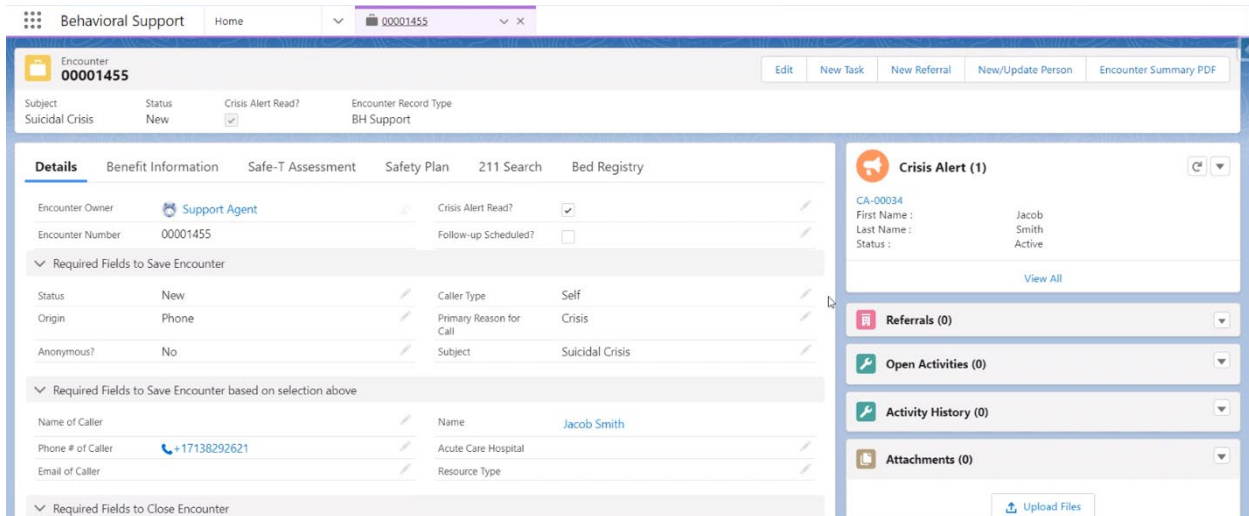 Behavioral Support Home 00001455
Encounter
00001455
Edit New Task New Referral New/Update Person Encounter Summary PDF
Subject Status Crisis Alert Read? Encounter Record Type
Suicidal Crisis New BH Support
Details Benefit Information Safe-T Assessment Safety Plan 211 Search Bed Registry
Encounter Owner Support Agent Crisis Alert Read?
Encounter Number 00001455 Follow-up Scheduled?
Required Fields to Save Encounter
Status New Caller Type Self
Origin Phone Primary Reason for Call Crisis
Anonymous? No Subject Suicidal Crisis
Required Fields to Save Encounter based on selection above
Name of Caller Name Jacob Smith
Phone # of Caller +17138292621 Acute Care Hospital
Email of Caller Resource Type
Required Fields to Close Encounter
Crisis Alert (1)
CA-00034
First Name : Jacob
Last Name : Smith
Status : Active
View All
Referrals (0)
Open Activities (0)
Activity History (0)
Attachments (0)
Upload Files